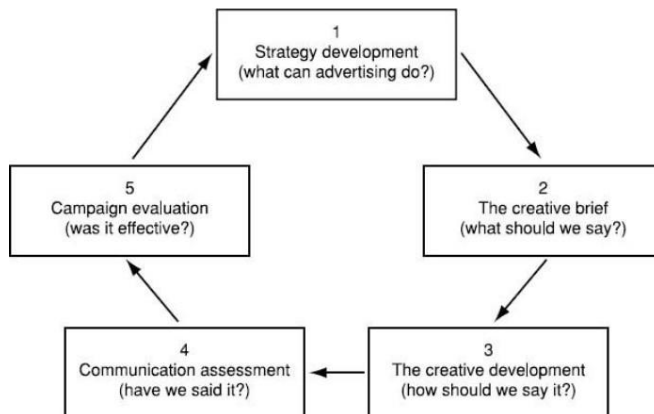 1
Strategy development
(what can advertising do?)
2
The creative brief
(what should we say?)
3
The creative development
(how should we say it?)
4
Communication assessment
(have we said it?)
5
Campaign evaluation
(was it effective?)